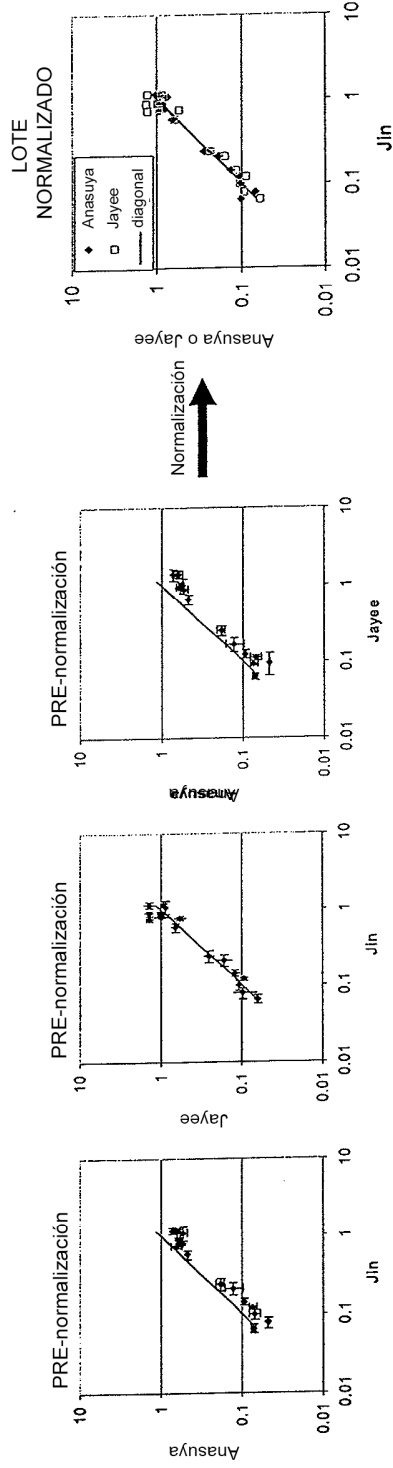 PRE-normalización
10
1
0.1
0.01
0.01
0.1
1
10
Anasuya
Jin
PRE-normalización
10
1
0.1
0.01
0.01
0.1
1
10
Jayee
Jin
PRE-normalización
10
1
0.1
0.01
0.01
0.1
1
10
Anasuya
Jayee
Normalización
LOTE
NORMALIZADO
10
1
0.1
0.01
0.01
0.1
1
10
Anasuya
Jayee
diagonal
Anasuya o Jayee
Jin